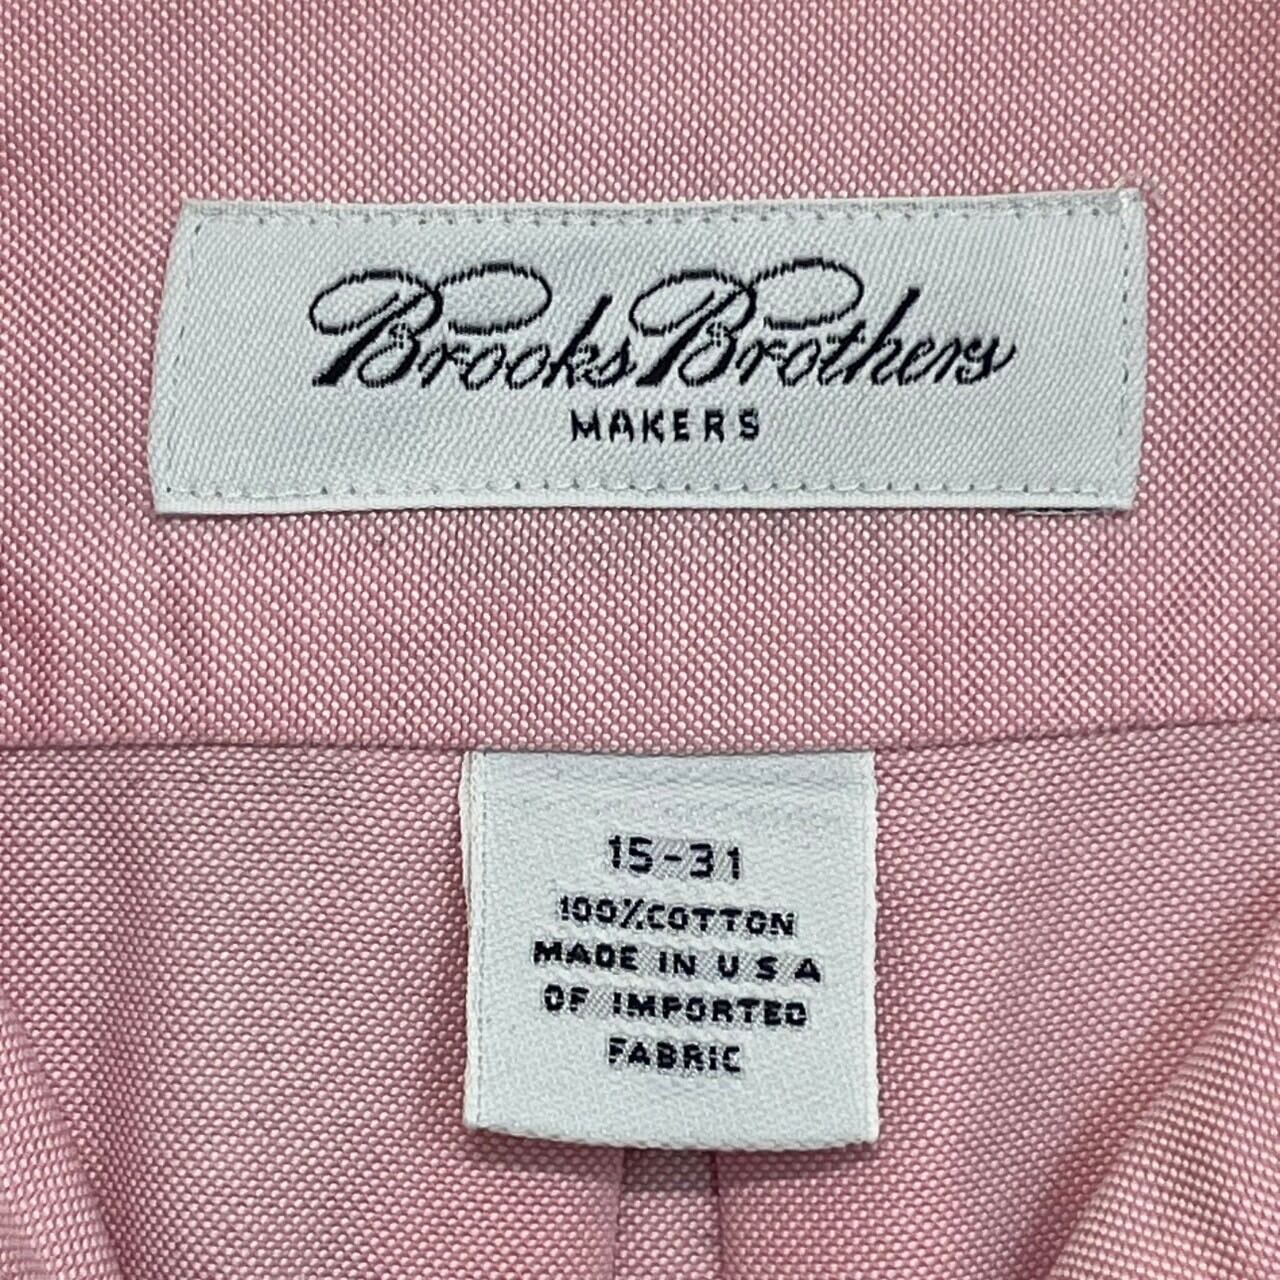 Brooks Brothers
MAKERS
15-31
100%COTTON
MADE IN U S A
OF IMPORTED
FABRIC